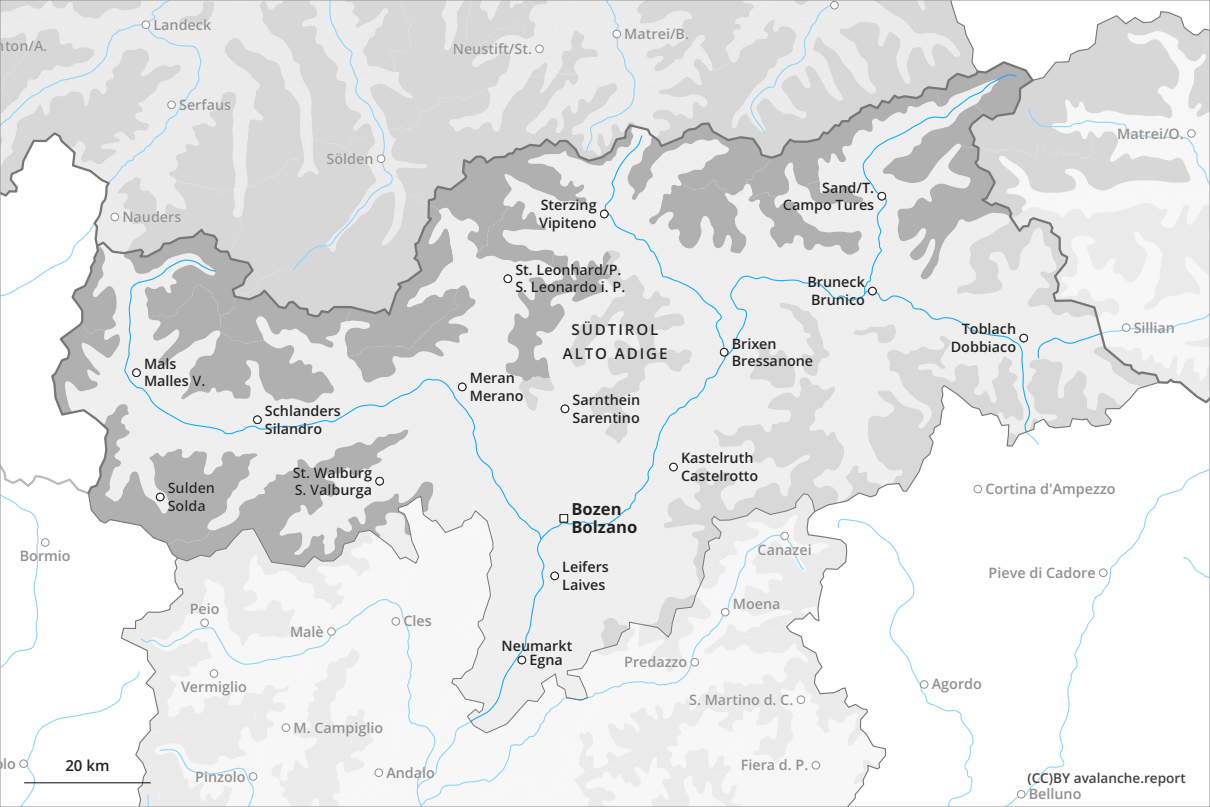 Landeck
Matrei/B.
nton/A.
Neustift/St.
Serfaus
Matrei/O.
Sölden
Sand/T.
Campo Tures
Sterzing
Vipiteno
Nauders
St. Leonhard/P.
S. Leonardo i. P.
Bruneck
Brunico
SÜDTIROL
ALTO ADIGE
Toblach
Dobbiaco
Sillian
Brixen
Bressanone
Mals
Malles V.
Meran
Merano
Sarnthein
Sarentino
Schlanders
Silandro
Kastelruth
Castelrotto
St. Walburg
S. Valburga
Sulden
Solda
Cortina d'Ampezzo
Bozen
Bolzano
Bormio
Canazei
Leifers
Laives
Pieve di Cadore
Peio
Moena
Malè
Cles
Neumarkt
Egna
Predazzo
Vermiglio
Agordo
S. Martino d. C.
M. Campiglio
lo
20 km
Pinzolo
Andalo
Fiera d. P.
(CC)BY avalanche.report
Belluno